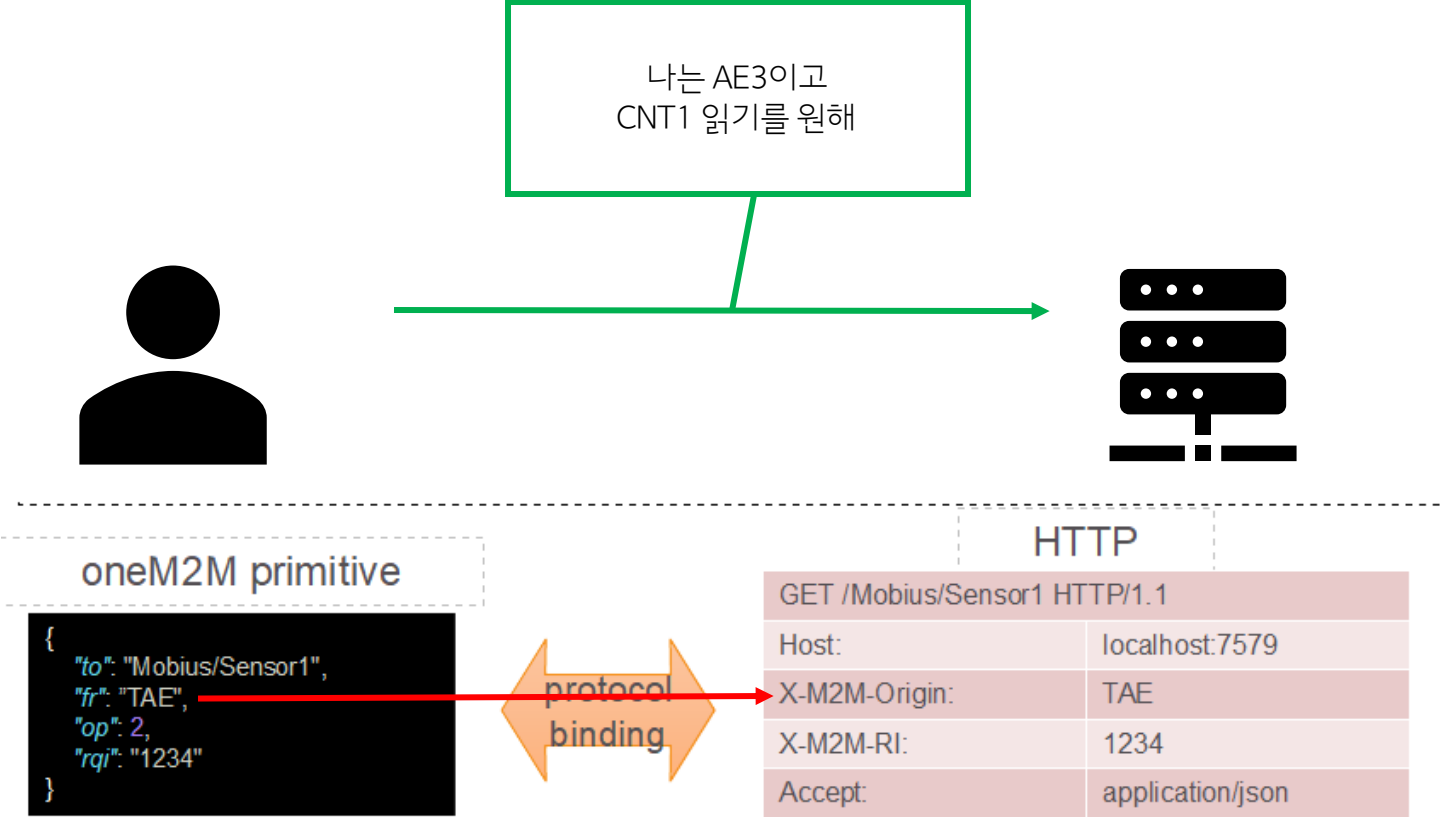 나는 AE3이고
CNT1 읽기를 원해
oneM2M primitive
{
"to": "Mobius/Sensor1",
"fr": "TAE",
"op": 2,
"rqi": "1234"
}
protocol
binding
HTTP
GET /Mobius/Sensor1 HTTP/1.1
Host: localhost:7579
X-M2M-Origin: TAE
X-M2M-RI: 1234
Accept: application/json